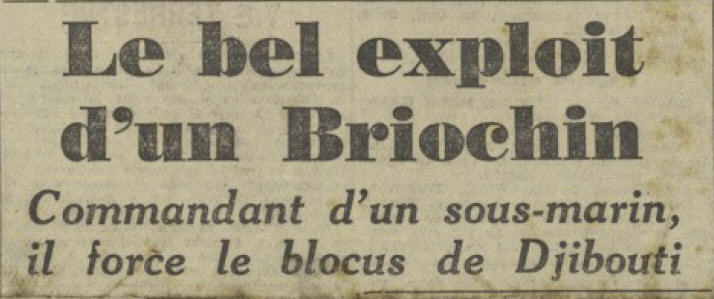 Le bel exploit
d'un Briochin
Commandant d'un sous-marin,
il force le blocus de Djibouti